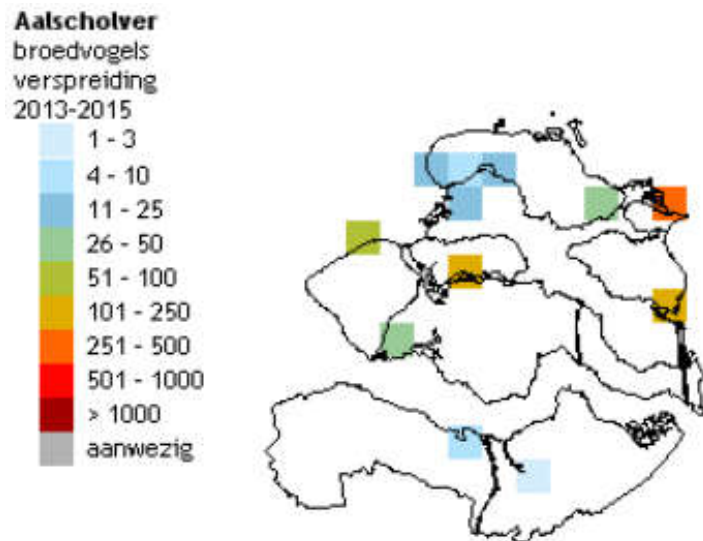 Aalscholver
broedvogels
verspreiding
2013-2015
1 - 3
4 - 10
11 - 25
26 - 50
51 - 100
101 - 250
251 - 500
501 - 1000
> 1000
aanwezig